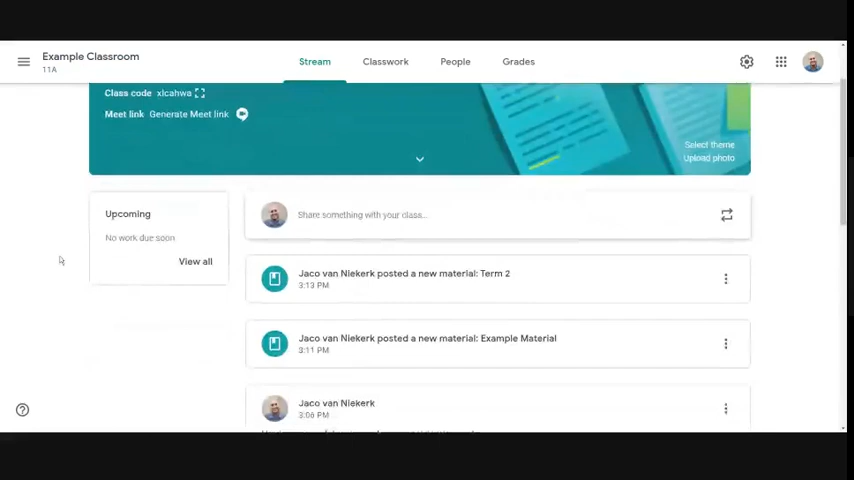 Example Classroom
11A
Stream
Classwork
People
Grades
Class code xlcahwa
Meet link Generate Meet link
Select theme
Upload photo
Upcoming
No work due soon
View all
Share something with your class...
Jaco van Niekerk posted a new material: Term 2
3:13 PM
Jaco van Niekerk posted a new material: Example Material
3:11 PM
Jaco van Niekerk
3:06 PM